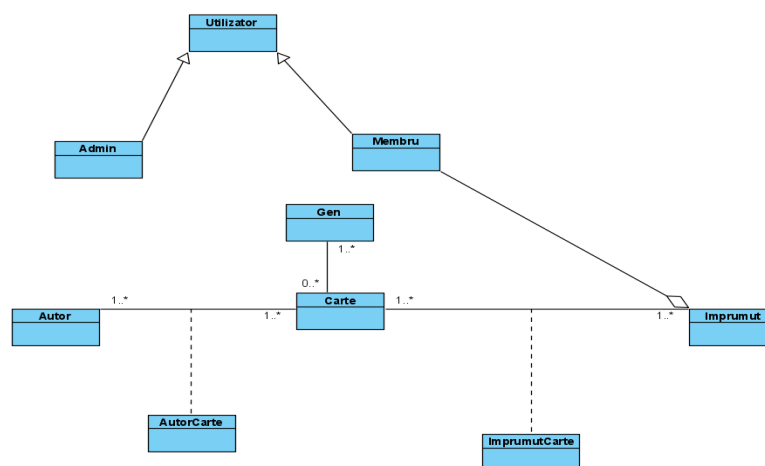 Utilizator
Admin
Membru
Gen
1..*
0..*
1..*
Carte
1..*
Autor
1..*
1..*
Imprumut
AutorCarte
ImprumutCarte